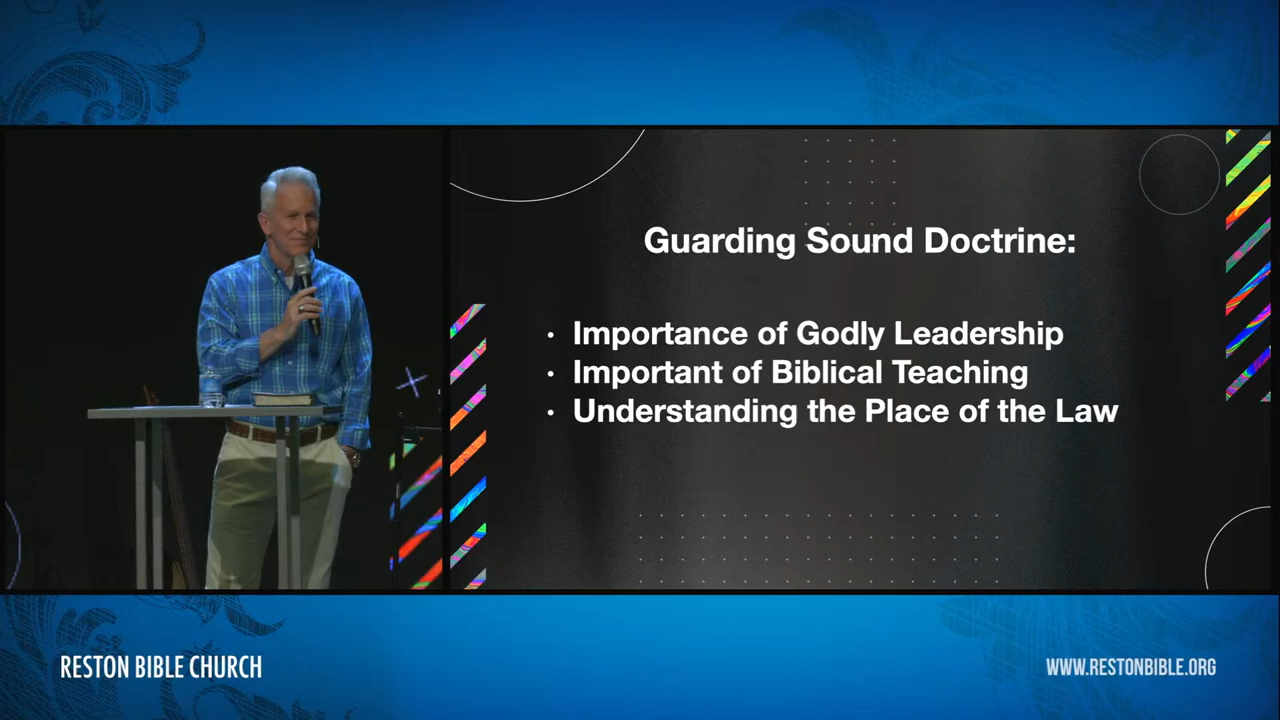 Guarding Sound Doctrine:
· Importance of Godly Leadership
· Important of Biblical Teaching
· Understanding the Place of the Law
RESTON BIBLE CHURCH
WWW.RESTONBIBLE.ORG